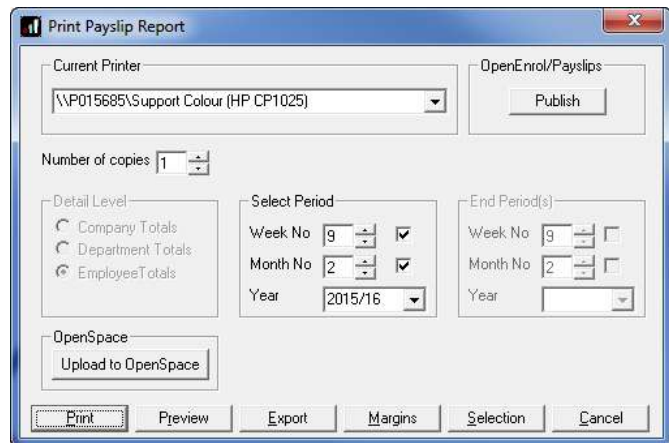 Print Payslip Report
Current Printer
OpenEnrol/Payslips
\\P015685\Support Colour (HP CP1025)
Publish
Number of copies 1
Detail Level
Select Period
End Period(s)
Company Totals
Week No 9
Week No 9
Department Totals
Month No 2
Month No 2
EmployeeTotals
Year 2015/16
Year
OpenSpace
Upload to OpenSpace
Print Preview Export Margins Selection Cancel